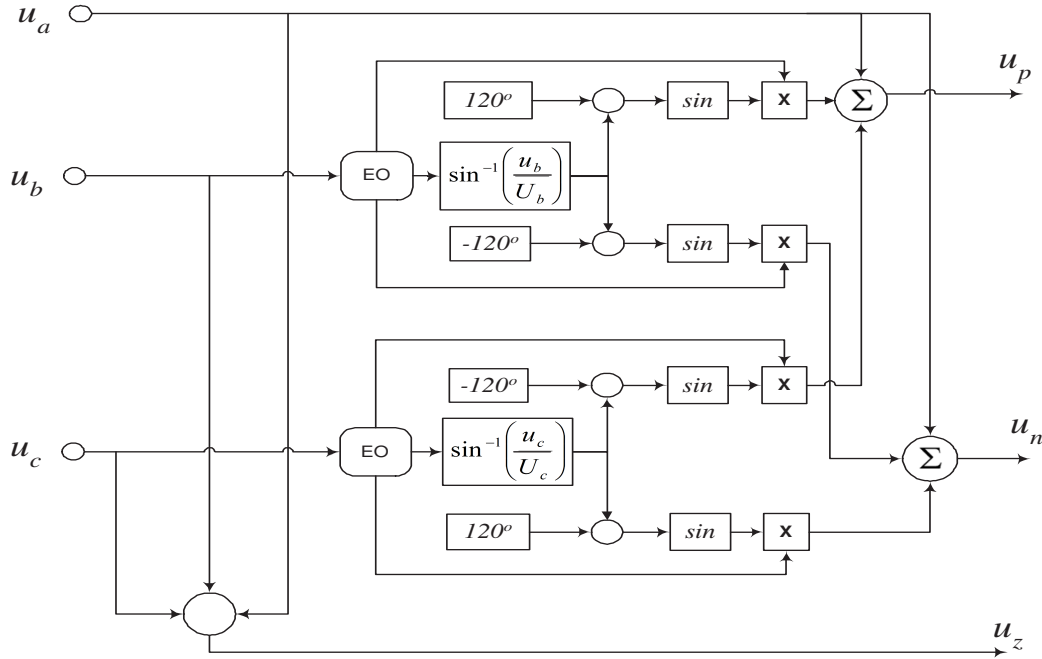 u_a
u_p
120°
sin
x
Σ
u_b
EO
sin⁻¹(u_b/U_b)
-120°
sin
x
-120°
sin
x
u_c
EO
sin⁻¹(u_c/U_c)
Σ
u_n
120°
sin
x
u_z